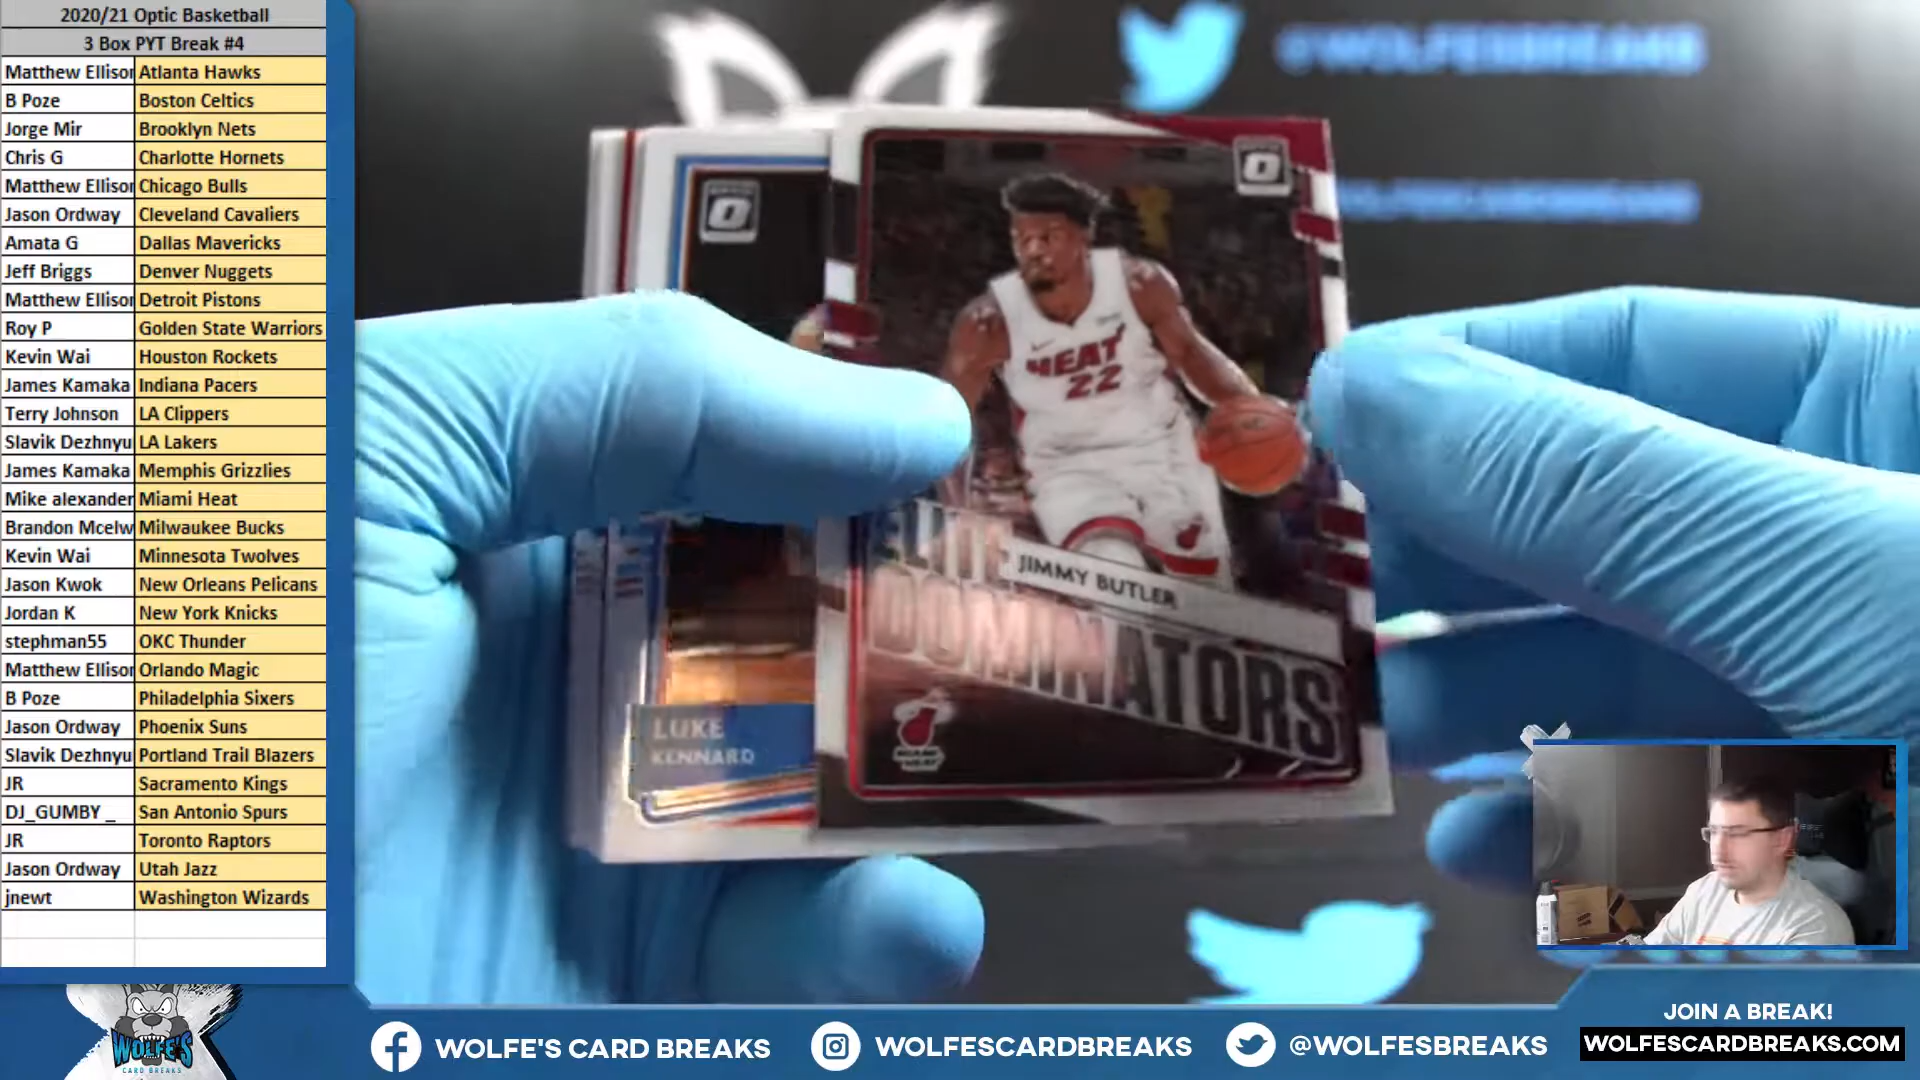 2020/21 Optic Basketball
3 Box PYT Break #4
Matthew Ellison Atlanta Hawks
B Poze Boston Celtics
Jorge Mir Brooklyn Nets
Chris G Charlotte Hornets
Matthew Ellison Chicago Bulls
Jason Ordway Cleveland Cavaliers
Amata G Dallas Mavericks
Jeff Briggs Denver Nuggets
Matthew Ellison Detroit Pistons
Roy P Golden State Warriors
Kevin Wai Houston Rockets
James Kamaka Indiana Pacers
Terry Johnson LA Clippers
Slavik Dezhnyu LA Lakers
James Kamaka Memphis Grizzlies
Mike alexander Miami Heat
Brandon Mcelw Milwaukee Bucks
Kevin Wai Minnesota Twolves
Jason Kwok New Orleans Pelicans
Jordan K New York Knicks
stephman55 OKC Thunder
Matthew Ellison Orlando Magic
B Poze Philadelphia Sixers
Jason Ordway Phoenix Suns
Slavik Dezhnyu Portland Trail Blazers
JR Sacramento Kings
DJ_GUMBY_ San Antonio Spurs
JR Toronto Raptors
Jason Ordway Utah Jazz
jnewt Washington Wizards
@WOLFESBREAKS
HEAT
22
JIMMY BUTLER
DOMINATORS
LUKE
KENNARD
WOLFE'S
CARD BREAKS
WOLFE'S CARD BREAKS
WOLFESCARDBREAKS
@WOLFESBREAKS
JOIN A BREAK!
WOLFESCARDBREAKS.COM